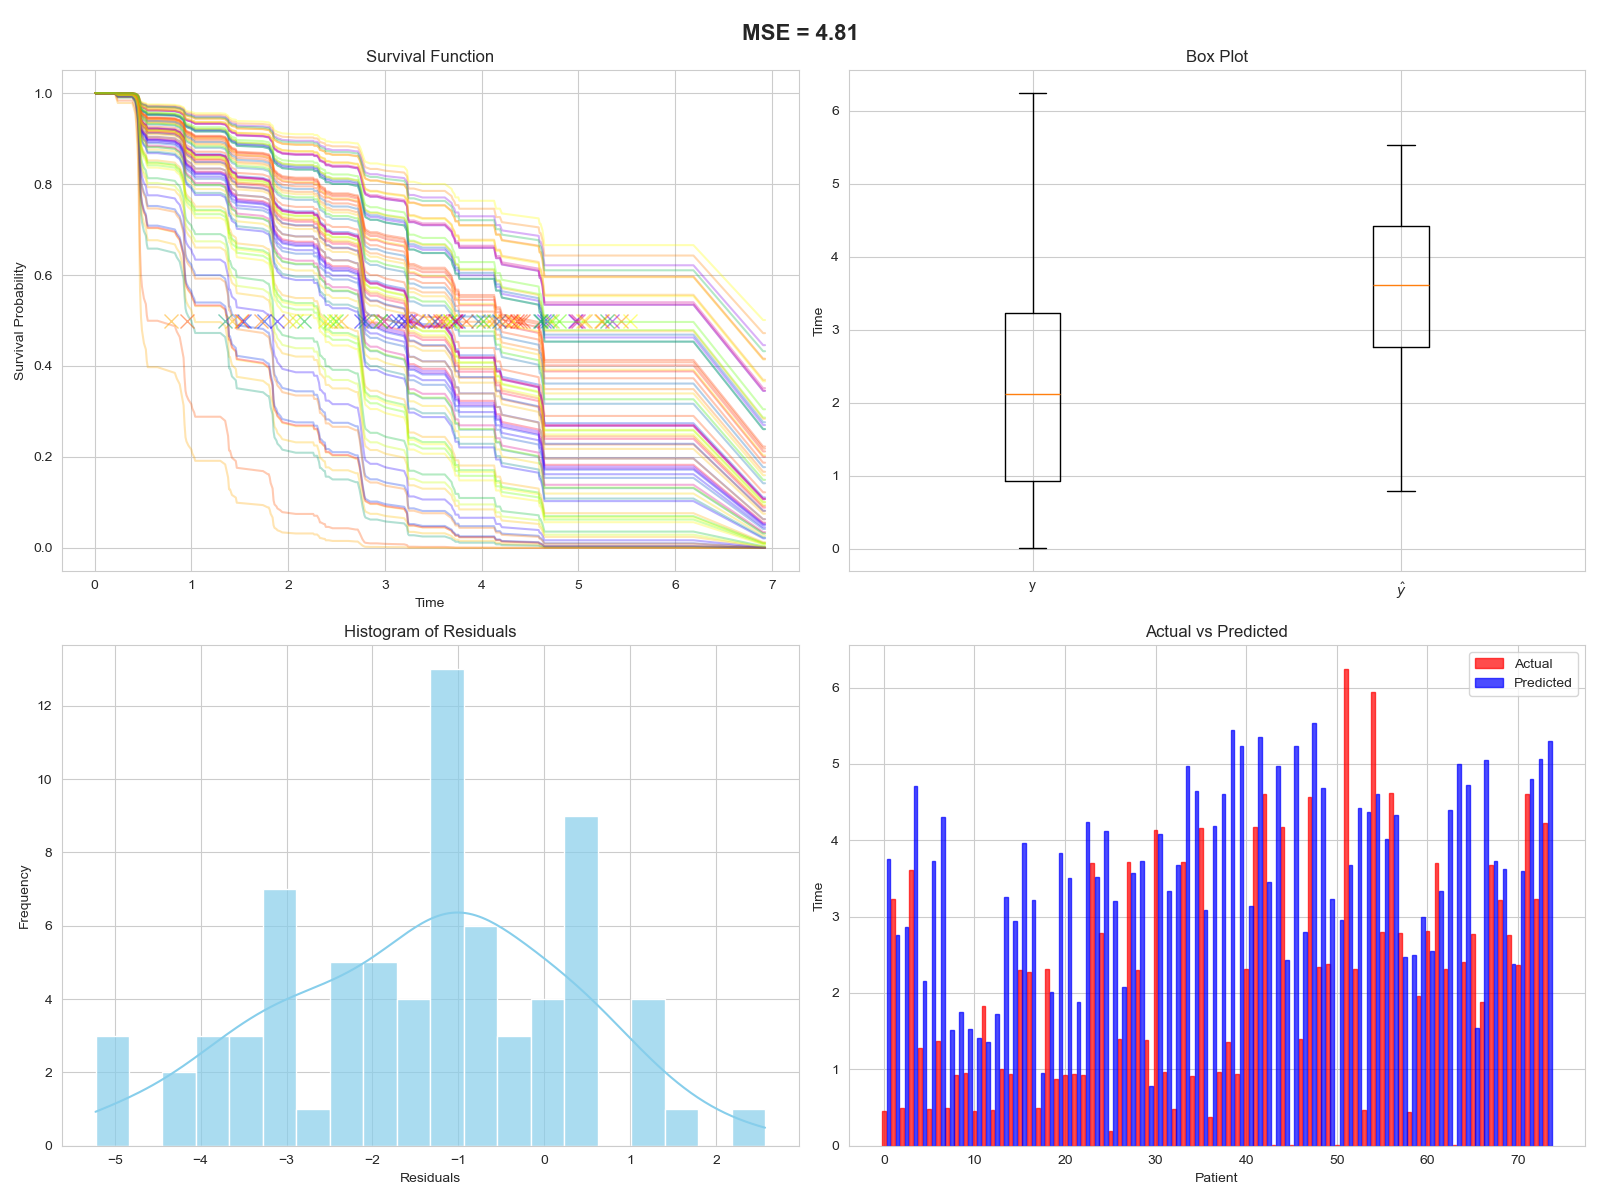 MSE = 4.81
Survival Function
1.0
0.8
0.6
0.4
0.2
0.0
Survival Probability
0 1 2 3 4 5 6 7
Time
Box Plot
6
5
4
3
2
1
0
Time
y ŷ
Histogram of Residuals
12
10
8
6
4
2
0
Frequency
−5 −4 −3 −2 −1 0 1 2
Residuals
Actual vs Predicted
Actual
Predicted
6
5
4
3
2
1
0
Time
0 10 20 30 40 50 60 70
Patient